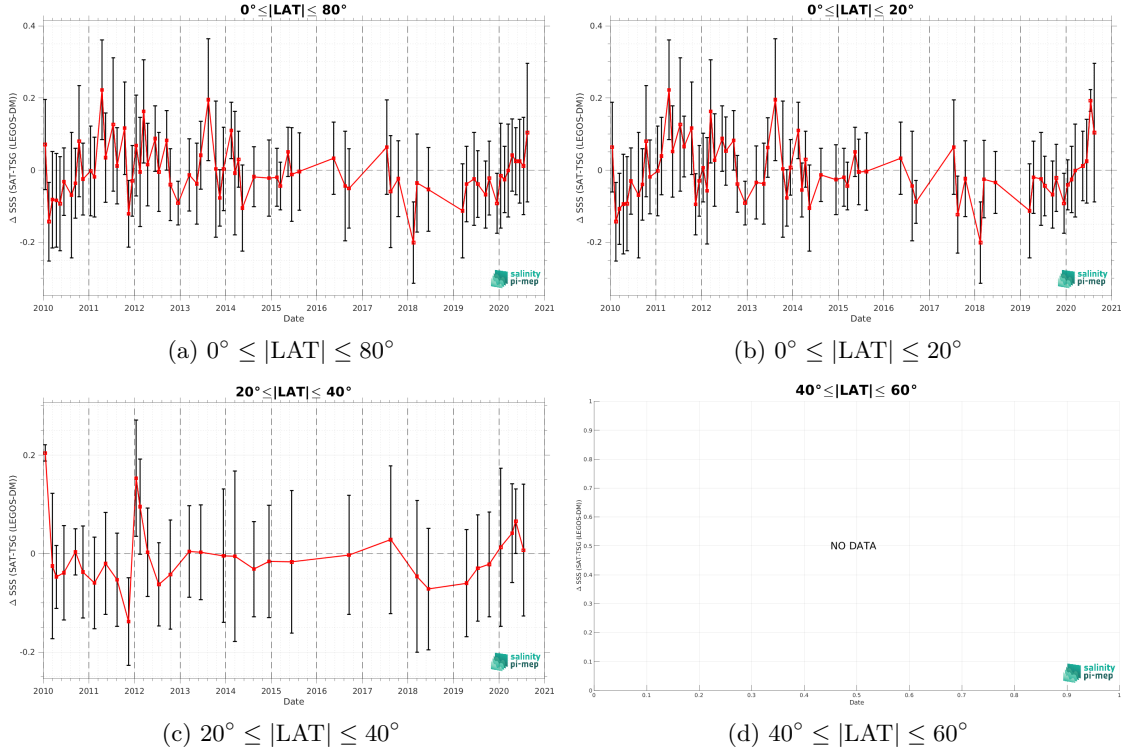 0°≤|LAT|≤ 80°
0.4
0.2
0
-0.2
Δ SSS (SAT-TSG (LEGOS-DM))
2010 2011 2012 2013 2014 2015 2016 2017 2018 2019 2020 2021
Date
salinity
pi-mep
(a) 0° ≤ |LAT| ≤ 80°
0°≤|LAT|≤ 20°
0.4
0.2
0
-0.2
Δ SSS (SAT-TSG (LEGOS-DM))
2010 2011 2012 2013 2014 2015 2016 2017 2018 2019 2020 2021
Date
salinity
pi-mep
(b) 0° ≤ |LAT| ≤ 20°
20°≤|LAT|≤ 40°
0.2
0
-0.2
Δ SSS (SAT-TSG (LEGOS-DM))
2010 2011 2012 2013 2014 2015 2016 2017 2018 2019 2020 2021
Date
salinity
pi-mep
(c) 20° ≤ |LAT| ≤ 40°
40°≤|LAT|≤ 60°
1
0.9
0.8
0.7
0.6
0.5
0.4
0.3
0.2
0.1
0
Δ SSS (SAT-TSG (LEGOS-DM))
NO DATA
0 0.1 0.2 0.3 0.4 0.5 0.6 0.7 0.8 0.9 1
Date
salinity
pi-mep
(d) 40° ≤ |LAT| ≤ 60°